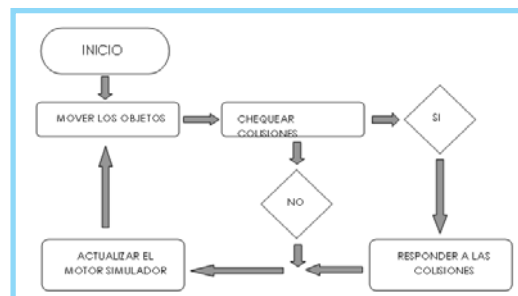 INICIO
MOVER LOS OBJETOS
CHEQUEAR
COLISIONES
SI
NO
ACTUALIZAR EL
MOTOR SIMULADOR
RESPONDER A LAS
COLISIONES